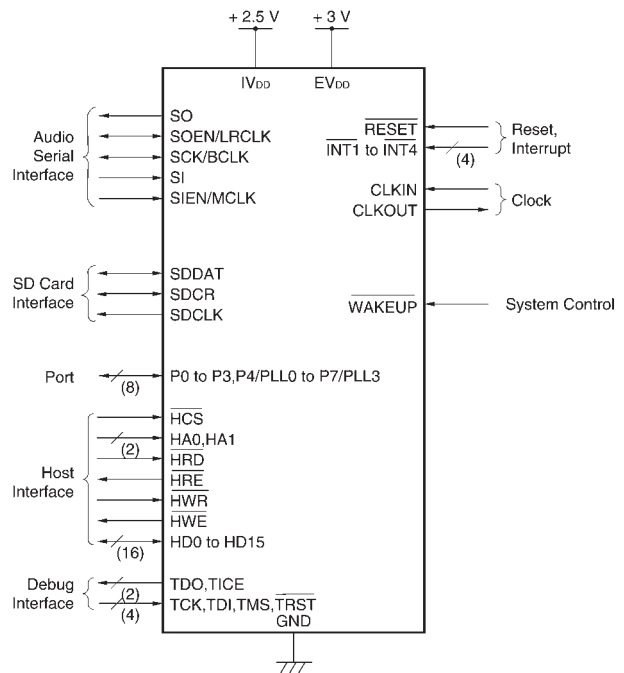 + 2.5 V
+ 3 V
IVDD
EVDD
Audio
Serial
Interface
SO
SOEN/LRCLK
SCK/BCLK
SI
SIEN/MCLK
RESET
INT1 to INT4
(4)
Reset,
Interrupt
CLKIN
CLKOUT
Clock
SD Card
Interface
SDDAT
SDCR
SDCLK
WAKEUP
System Control
Port
(8)
P0 to P3,P4/PLL0 to P7/PLL3
Host
Interface
HCS
(2)
HA0,HA1
HRD
HRE
HWR
HWE
(16)
HD0 to HD15
Debug
Interface
(2)
TDO,TICE
(4)
TCK,TDI,TMS,TRST
GND